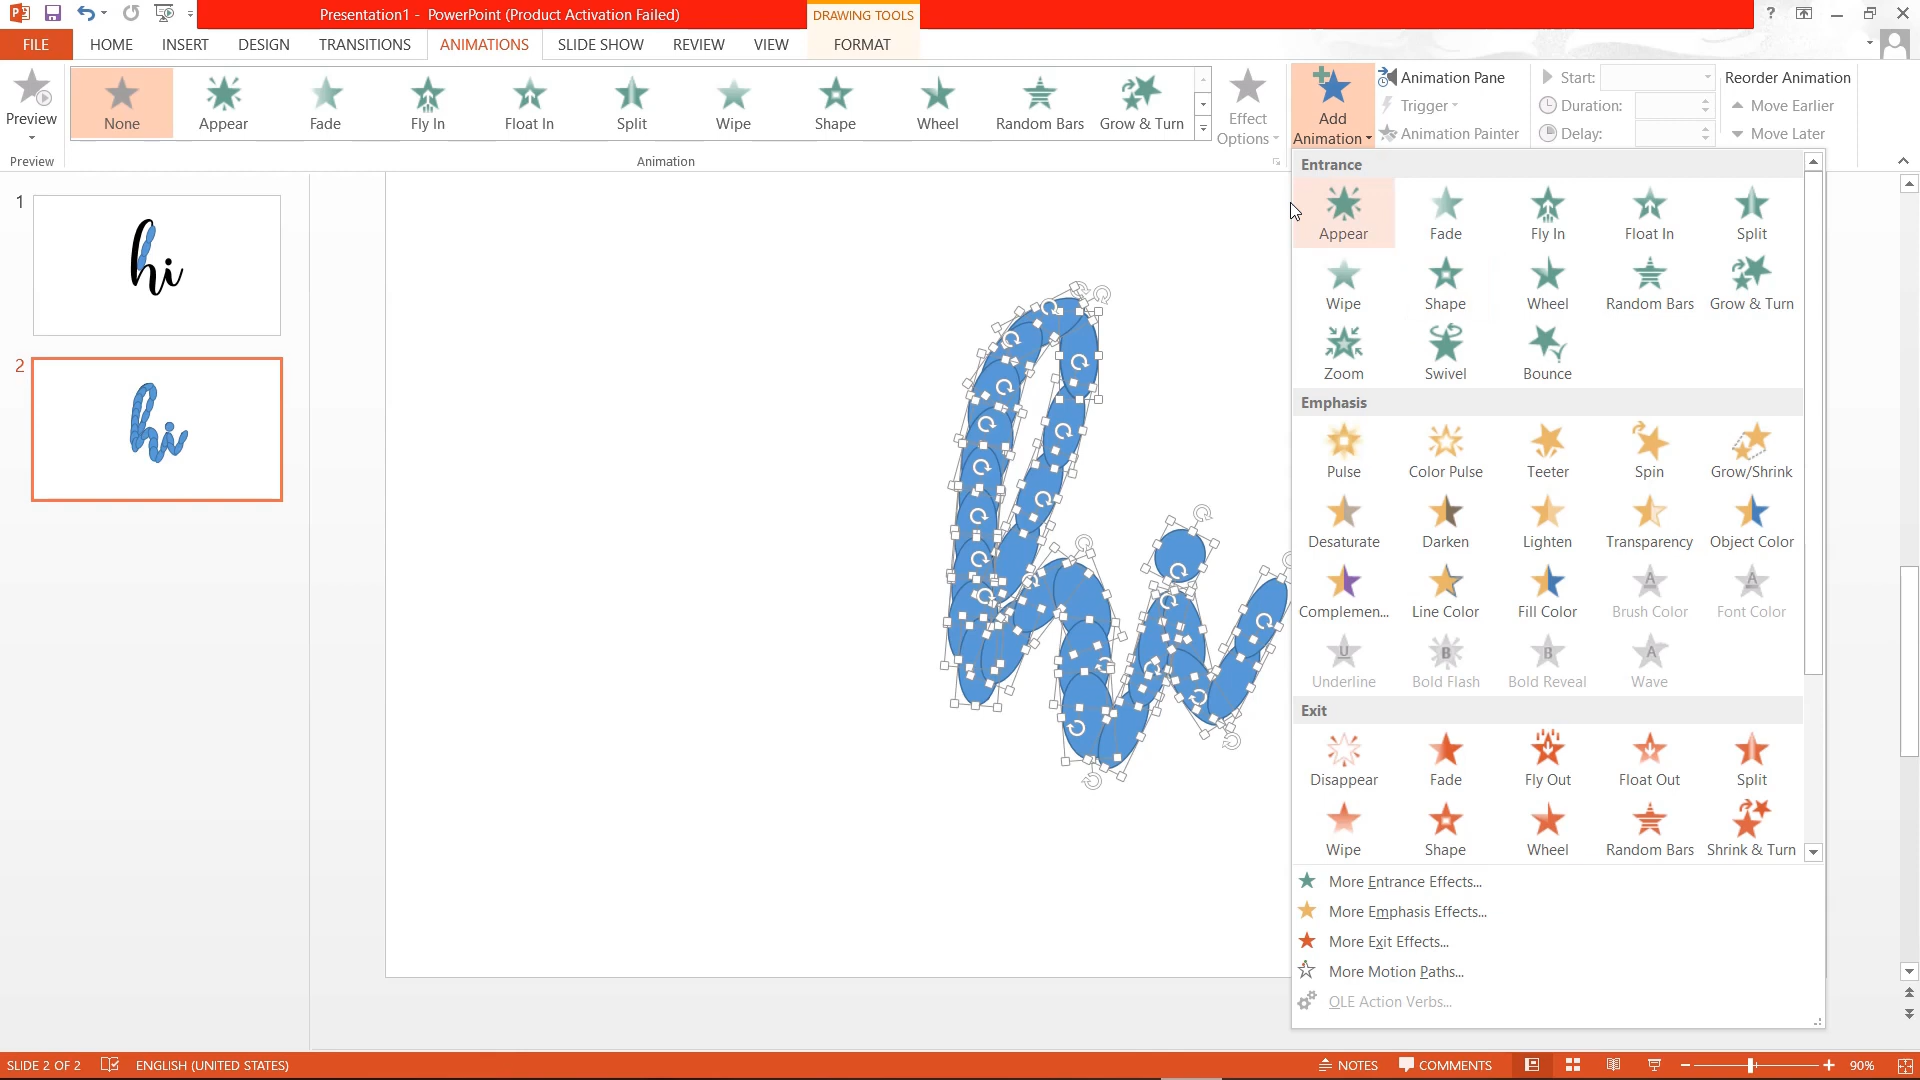 Presentation1 - PowerPoint (Product Activation Failed)
DRAWING TOOLS
?
FILE HOME INSERT DESIGN TRANSITIONS ANIMATIONS SLIDE SHOW REVIEW VIEW FORMAT
Preview
Preview
None Appear Fade Fly In Float In Split Wipe Shape Wheel Random Bars Grow & Turn
Animation
Effect
Options
Add
Animation
Animation Pane
Trigger
Animation Painter
Start:
Duration:
Delay:
Reorder Animation
Move Earlier
Move Later
1
hi
2
hi
hi
Entrance
Appear Fade Fly In Float In Split
Wipe Shape Wheel Random Bars Grow & Turn
Zoom Swivel Bounce
Emphasis
Pulse Color Pulse Teeter Spin Grow/Shrink
Desaturate Darken Lighten Transparency Object Color
Complemen... Line Color Fill Color Brush Color Font Color
Underline Bold Flash Bold Reveal Wave
Exit
Disappear Fade Fly Out Float Out Split
Wipe Shape Wheel Random Bars Shrink & Turn
More Entrance Effects...
More Emphasis Effects...
More Exit Effects...
More Motion Paths...
OLE Action Verbs...
SLIDE 2 OF 2 ENGLISH (UNITED STATES) NOTES COMMENTS 90%